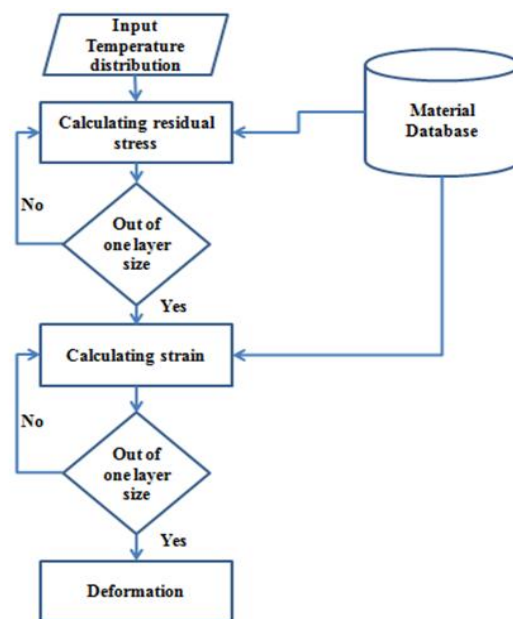 Input
Temperature
distribution
Calculating residual
stress
Material
Database
No
Out of
one layer
size
Yes
Calculating strain
No
Out of
one layer
size
Yes
Deformation